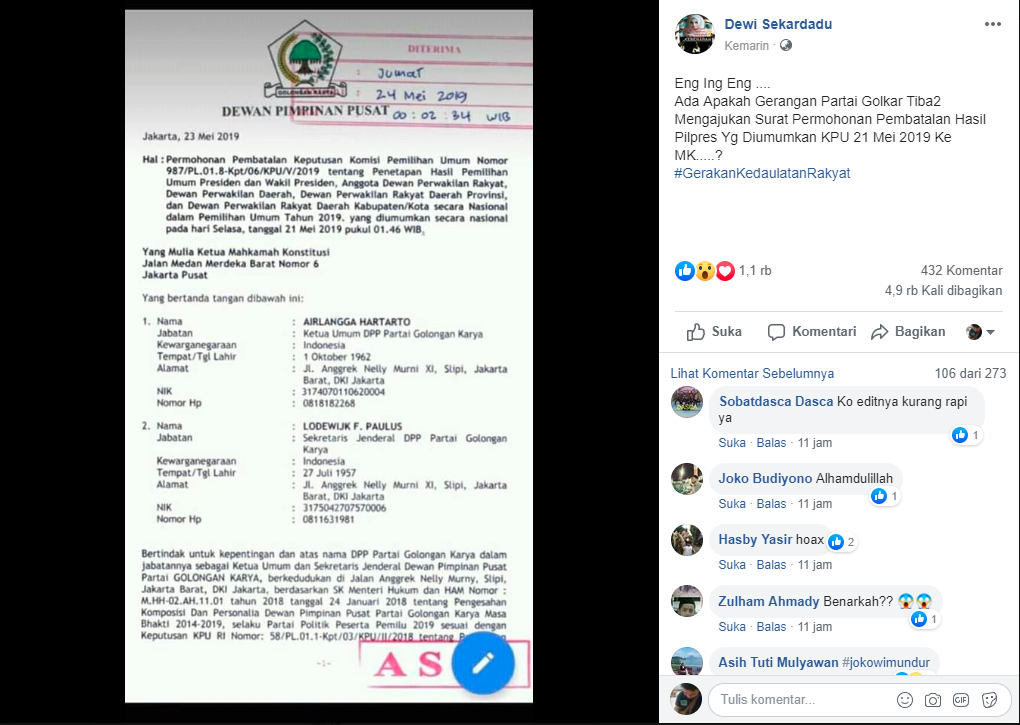 GOLONGAN KARYA
DITERIMA
: Jumat
: 24 Mei 2019
: 00 : 02 : 34 WIB
DEWAN PIMPINAN PUSAT
Jakarta, 23 Mei 2019
Hal : Permohonan Pembatalan Keputusan Komisi Pemilihan Umum Nomor
987/PL.01.8-Kpt/06/KPU/V/2019 tentang Penetapan Hasil Pemilihan
Umum Presiden dan Wakil Presiden, Anggota Dewan Perwakilan Rakyat,
Dewan Perwakilan Daerah, Dewan Perwakilan Rakyat Daerah Provinsi,
dan Dewan Perwakilan Rakyat Daerah Kabupaten/Kota secara Nasional
dalam Pemilihan Umum Tahun 2019. yang diumumkan secara nasional
pada hari Selasa, tanggal 21 Mei 2019 pukul 01.46 WIB.
Yang Mulia Ketua Mahkamah Konstitusi
Jalan Medan Merdeka Barat Nomor 6
Jakarta Pusat
Yang bertanda tangan dibawah ini:
1. Nama : AIRLANGGA HARTARTO
Jabatan : Ketua Umum DPP Partai Golongan Karya
Kewarganegaraan : Indonesia
Tempat/Tgl Lahir : 1 Oktober 1962
Alamat : Jl. Anggrek Nelly Murni XI, Slipi, Jakarta
Barat, DKI Jakarta
NIK : 3174070110620004
Nomor Hp : 0818182268
2. Nama : LODEWIJK F. PAULUS
Jabatan : Sekretaris Jenderal DPP Partai Golongan
Karya
Kewarganegaraan : Indonesia
Tempat/Tgl Lahir : 27 Juli 1957
Alamat : Jl. Anggrek Nelly Murni XI, Slipi, Jakarta
Barat, DKI Jakarta
NIK : 3175042707570006
Nomor Hp : 0811631981
Bertindak untuk kepentingan dan atas nama DPP Partai Golongan Karya dalam
jabatannya sebagai Ketua Umum dan Sekretaris Jenderal Dewan Pimpinan Pusat
Partai GOLONGAN KARYA, berkedudukan di Jalan Anggrek Nelly Murny, Slipi,
Jakarta Barat, DKI Jakarta, berdasarkan SK Menteri Hukum dan HAM Nomor :
M.HH-02.AH.11.01 tahun 2018 tanggal 24 Januari 2018 tentang Pengesahan
Komposisi Dan Personalia Dewan Pimpinan Pusat Partai Golongan Karya Masa
Bhakti 2014-2019, selaku Partai Politik Peserta Pemilu 2019 sesuai dengan
Keputusan KPU RI Nomor: 58/PL.01.1-Kpt/03/KPU/II/2018 tentang
-1-
AS
Dewi Sekardadu
Kemarin ·
Eng Ing Eng ....
Ada Apakah Gerangan Partai Golkar Tiba2
Mengajukan Surat Permohonan Pembatalan Hasil
Pilpres Yg Diumumkan KPU 21 Mei 2019 Ke
MK.....?
#GerakanKedaulatanRakyat
1,1 rb
432 Komentar
4,9 rb Kali dibagikan
Suka Komentari Bagikan
Lihat Komentar Sebelumnya 106 dari 273
Sobatdasca Dasca Ko editnya kurang rapi
ya
1
Suka · Balas · 11 jam
Joko Budiyono Alhamdulillah
1
Suka · Balas · 11 jam
Hasby Yasir hoax
2
Suka · Balas · 11 jam
Zulham Ahmady Benarkah?? 😱😱
1
Suka · Balas · 11 jam
Asih Tuti Mulyawan #jokowimundur
Tulis komentar...
GIF